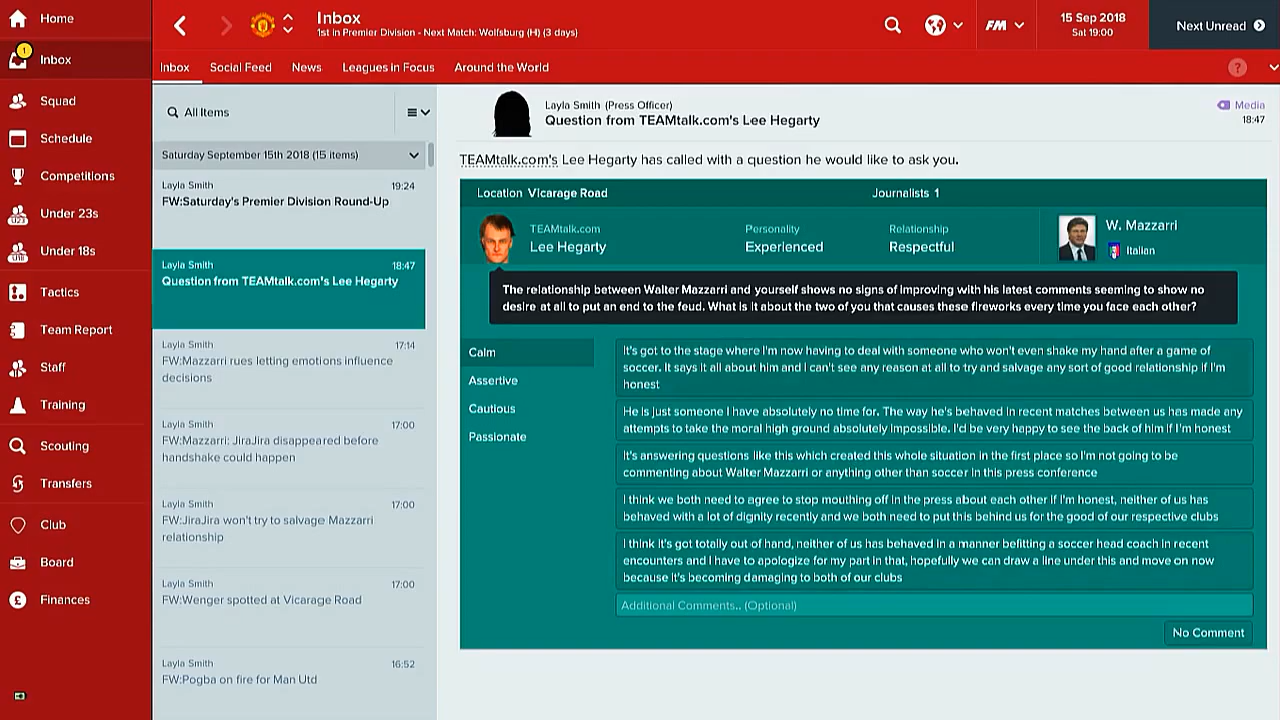 Home
Inbox
1
Squad
Schedule
Competitions
Under 23s
Under 18s
Tactics
Team Report
Staff
Training
Scouting
Transfers
Club
Board
Finances
Inbox
1st in Premier Division - Next Match: Wolfsburg (H) (3 days)
FM
15 Sep 2018
Sat 19:00
Next Unread
Inbox
Social Feed
News
Leagues in Focus
Around the World
?
All Items
Saturday September 15th 2018 (15 items)
Layla Smith 19:24
FW:Saturday's Premier Division Round-Up
Layla Smith 18:47
Question from TEAMtalk.com's Lee Hegarty
Layla Smith 17:14
FW:Mazzarri rues letting emotions influence
decisions
Layla Smith 17:00
FW:Mazzarri: JiraJira disappeared before
handshake could happen
Layla Smith 17:00
FW:JiraJira won't try to salvage Mazzarri
relationship
Layla Smith 17:00
FW:Wenger spotted at Vicarage Road
Layla Smith 16:52
FW:Pogba on fire for Man Utd
Layla Smith (Press Officer)
Question from TEAMtalk.com's Lee Hegarty
Media
18:47
TEAMtalk.com's Lee Hegarty has called with a question he would like to ask you.
Location Vicarage Road
Journalists 1
TEAMtalk.com
Lee Hegarty
Personality
Experienced
Relationship
Respectful
W. Mazzarri
Italian
The relationship between Walter Mazzarri and yourself shows no signs of improving with his latest comments seeming to show no
desire at all to put an end to the feud. What is it about the two of you that causes these fireworks every time you face each other?
Calm
Assertive
Cautious
Passionate
It's got to the stage where I'm now having to deal with someone who won't even shake my hand after a game of
soccer. It says it all about him and I can't see any reason at all to try and salvage any sort of good relationship if I'm
honest
He is just someone I have absolutely no time for. The way he's behaved in recent matches between us has made any
attempts to take the moral high ground absolutely impossible. I'd be very happy to see the back of him if I'm honest
It's answering questions like this which created this whole situation in the first place so I'm not going to be
commenting about Walter Mazzarri or anything other than soccer in this press conference
I think we both need to agree to stop mouthing off in the press about each other if I'm honest, neither of us has
behaved with a lot of dignity recently and we both need to put this behind us for the good of our respective clubs
I think it's got totally out of hand, neither of us has behaved in a manner befitting a soccer head coach in recent
encounters and I have to apologize for my part in that, hopefully we can draw a line under this and move on now
because it's becoming damaging to both of our clubs
Additional Comments.. (Optional)
No Comment